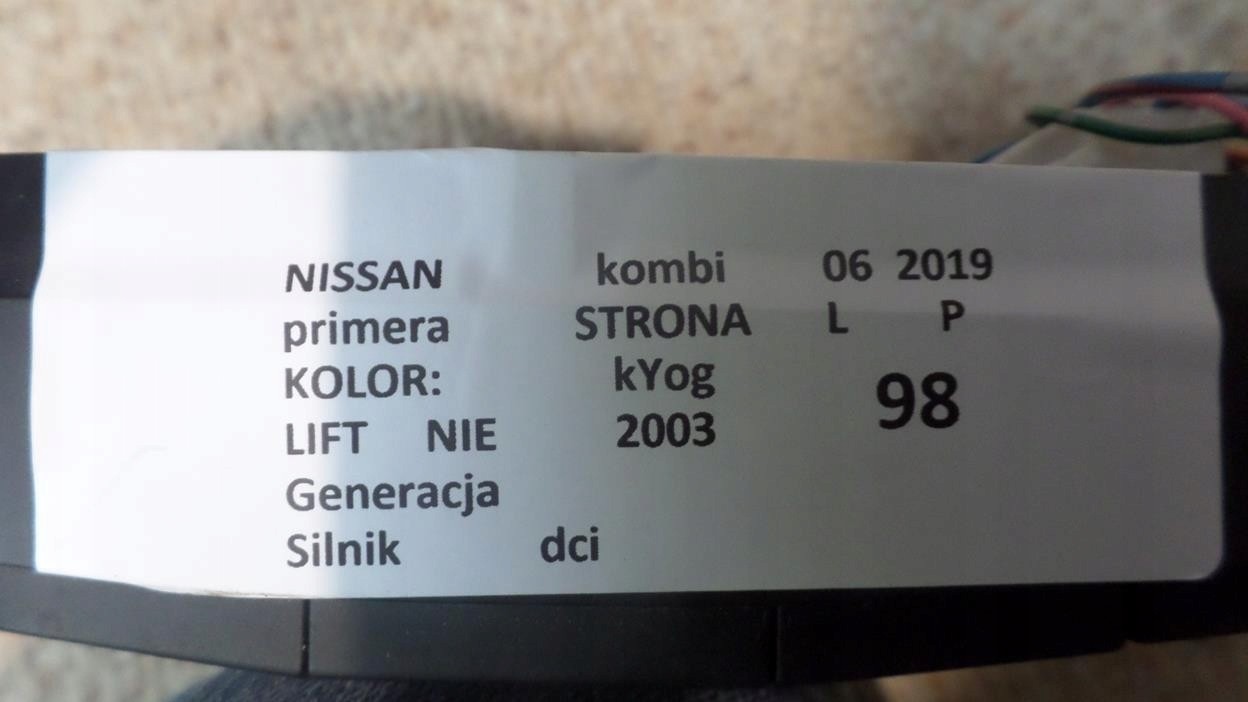 NISSAN kombi 06 2019
primera STRONA L P
KOLOR: kYog 98
LIFT NIE 2003
Generacja
Silnik dci